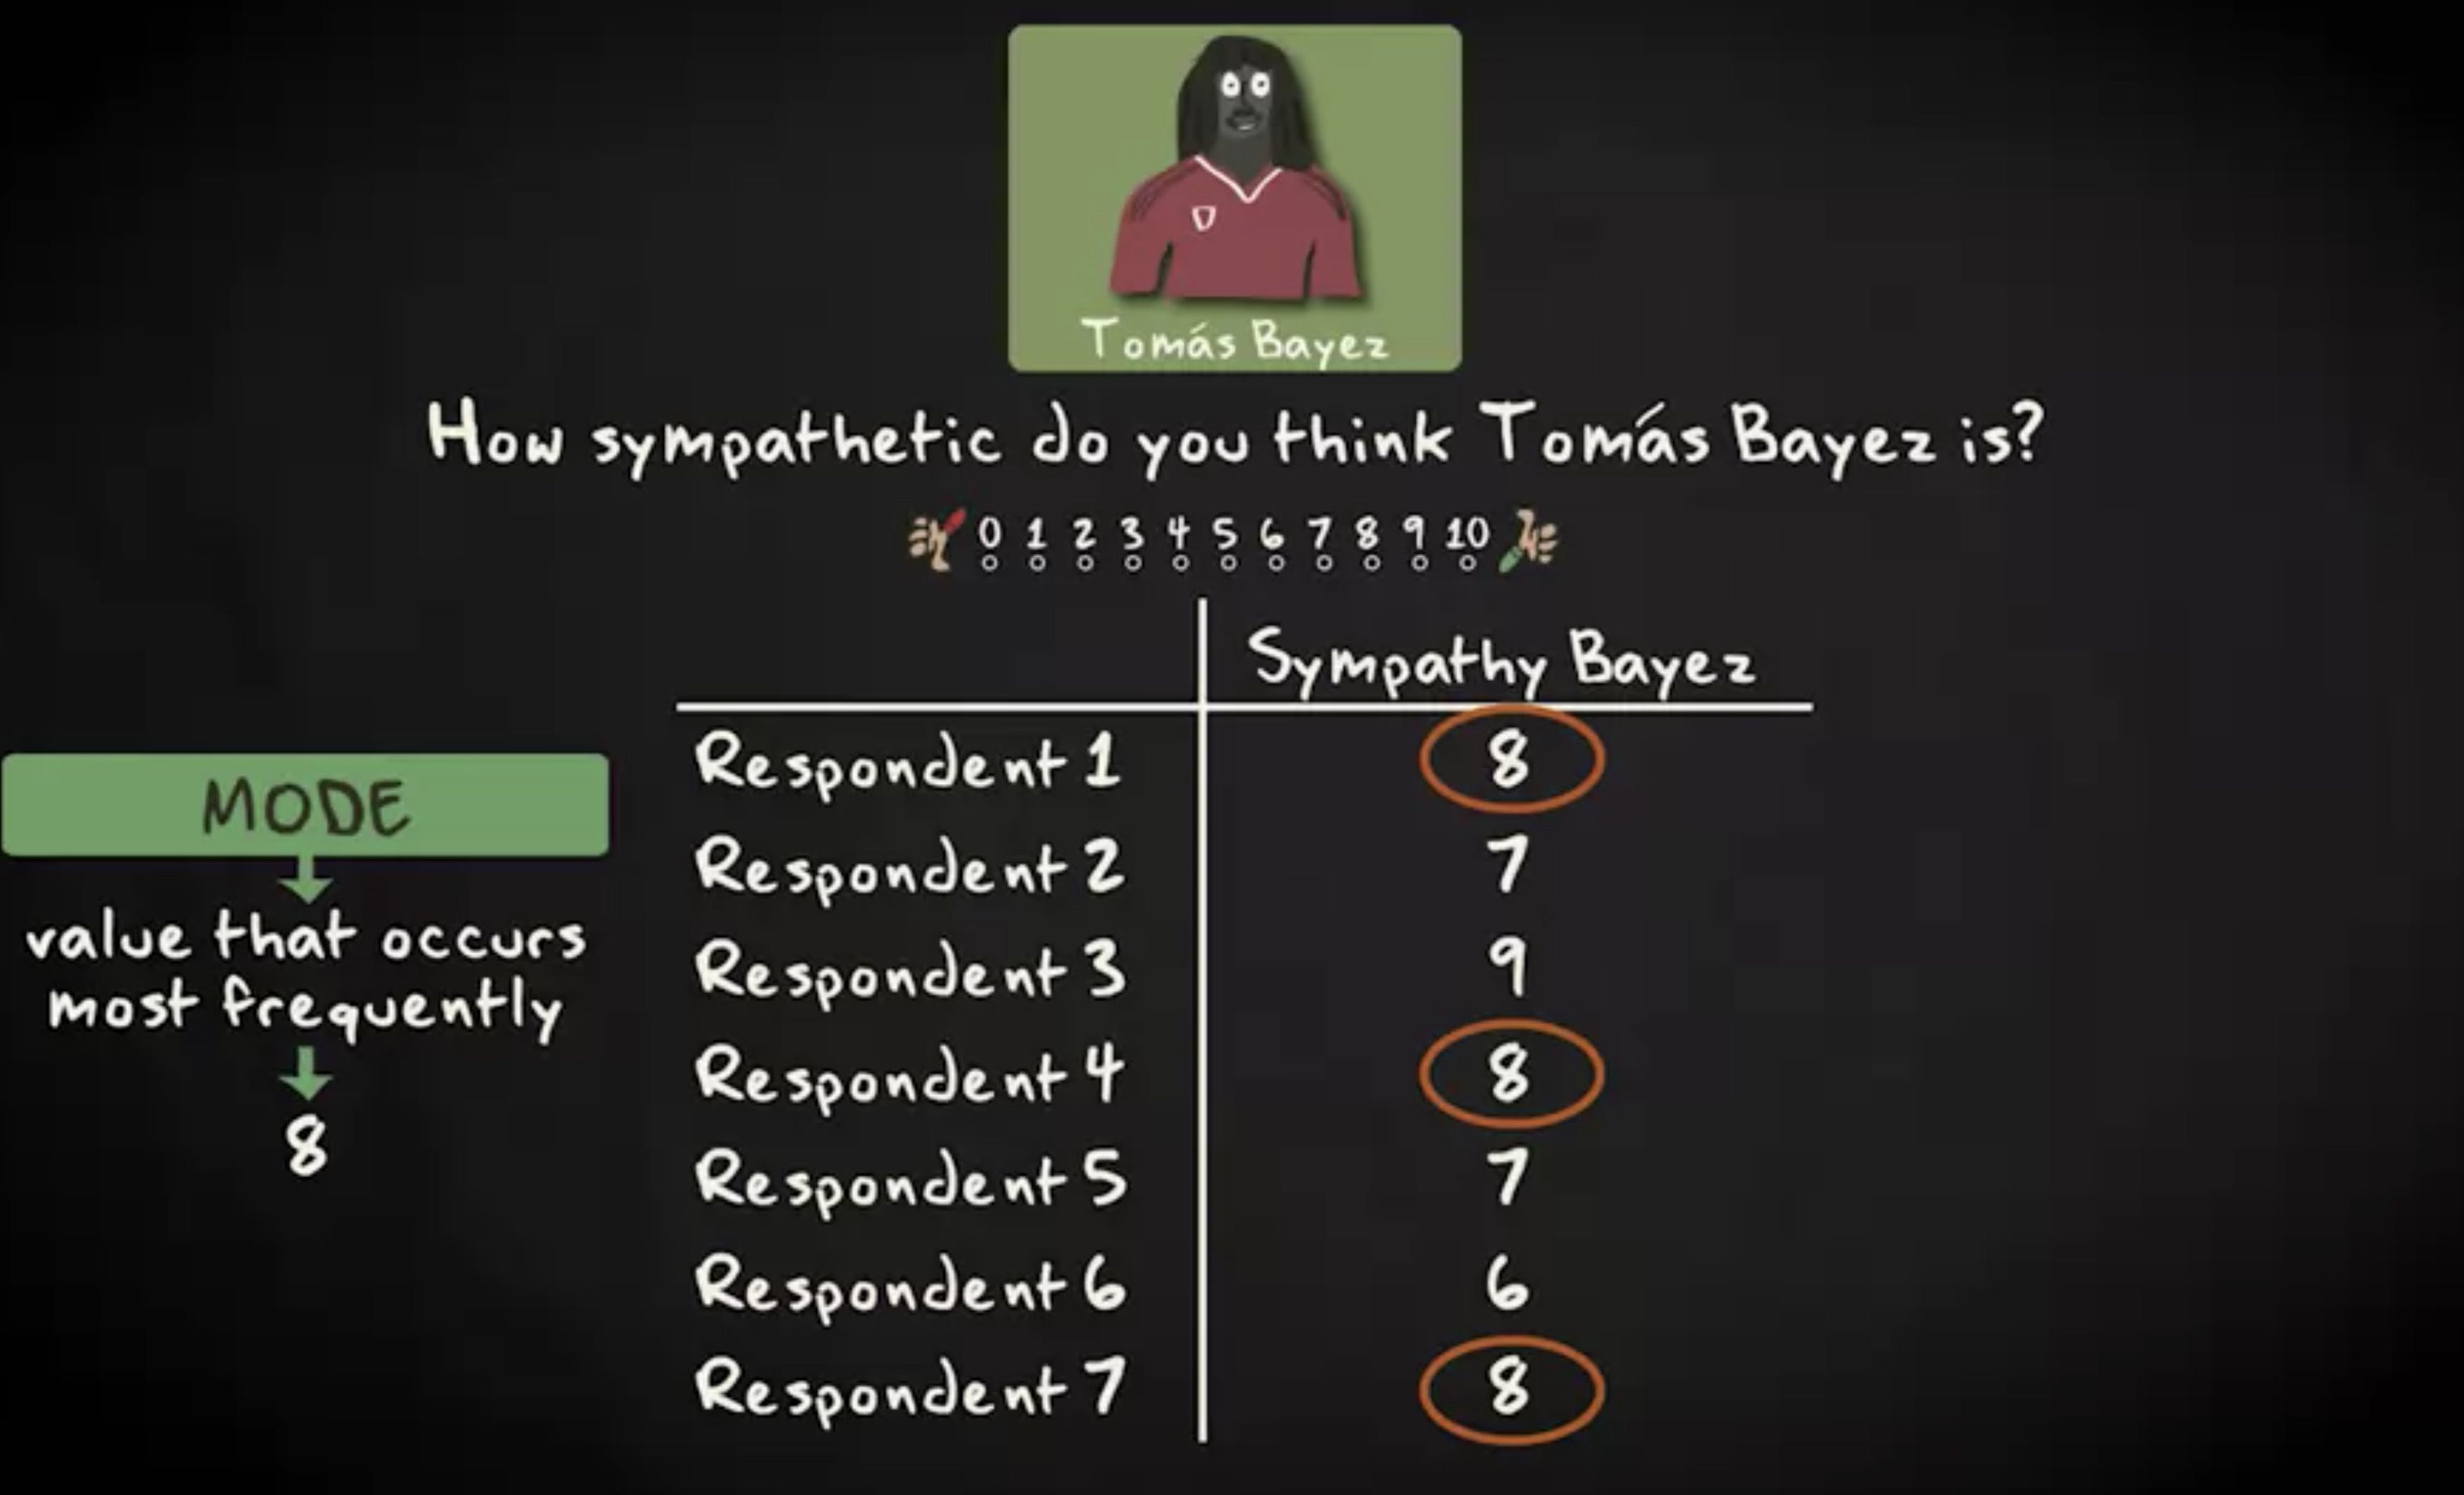 Tomás Bayez
How sympathetic do you think Tomás Bayez is?
0 1 2 3 4 5 6 7 8 9 10
Sympathy Bayez
Respondent 1 8
Respondent 2 7
Respondent 3 9
Respondent 4 8
Respondent 5 7
Respondent 6 6
Respondent 7 8
MODE
value that occurs
most frequently
8